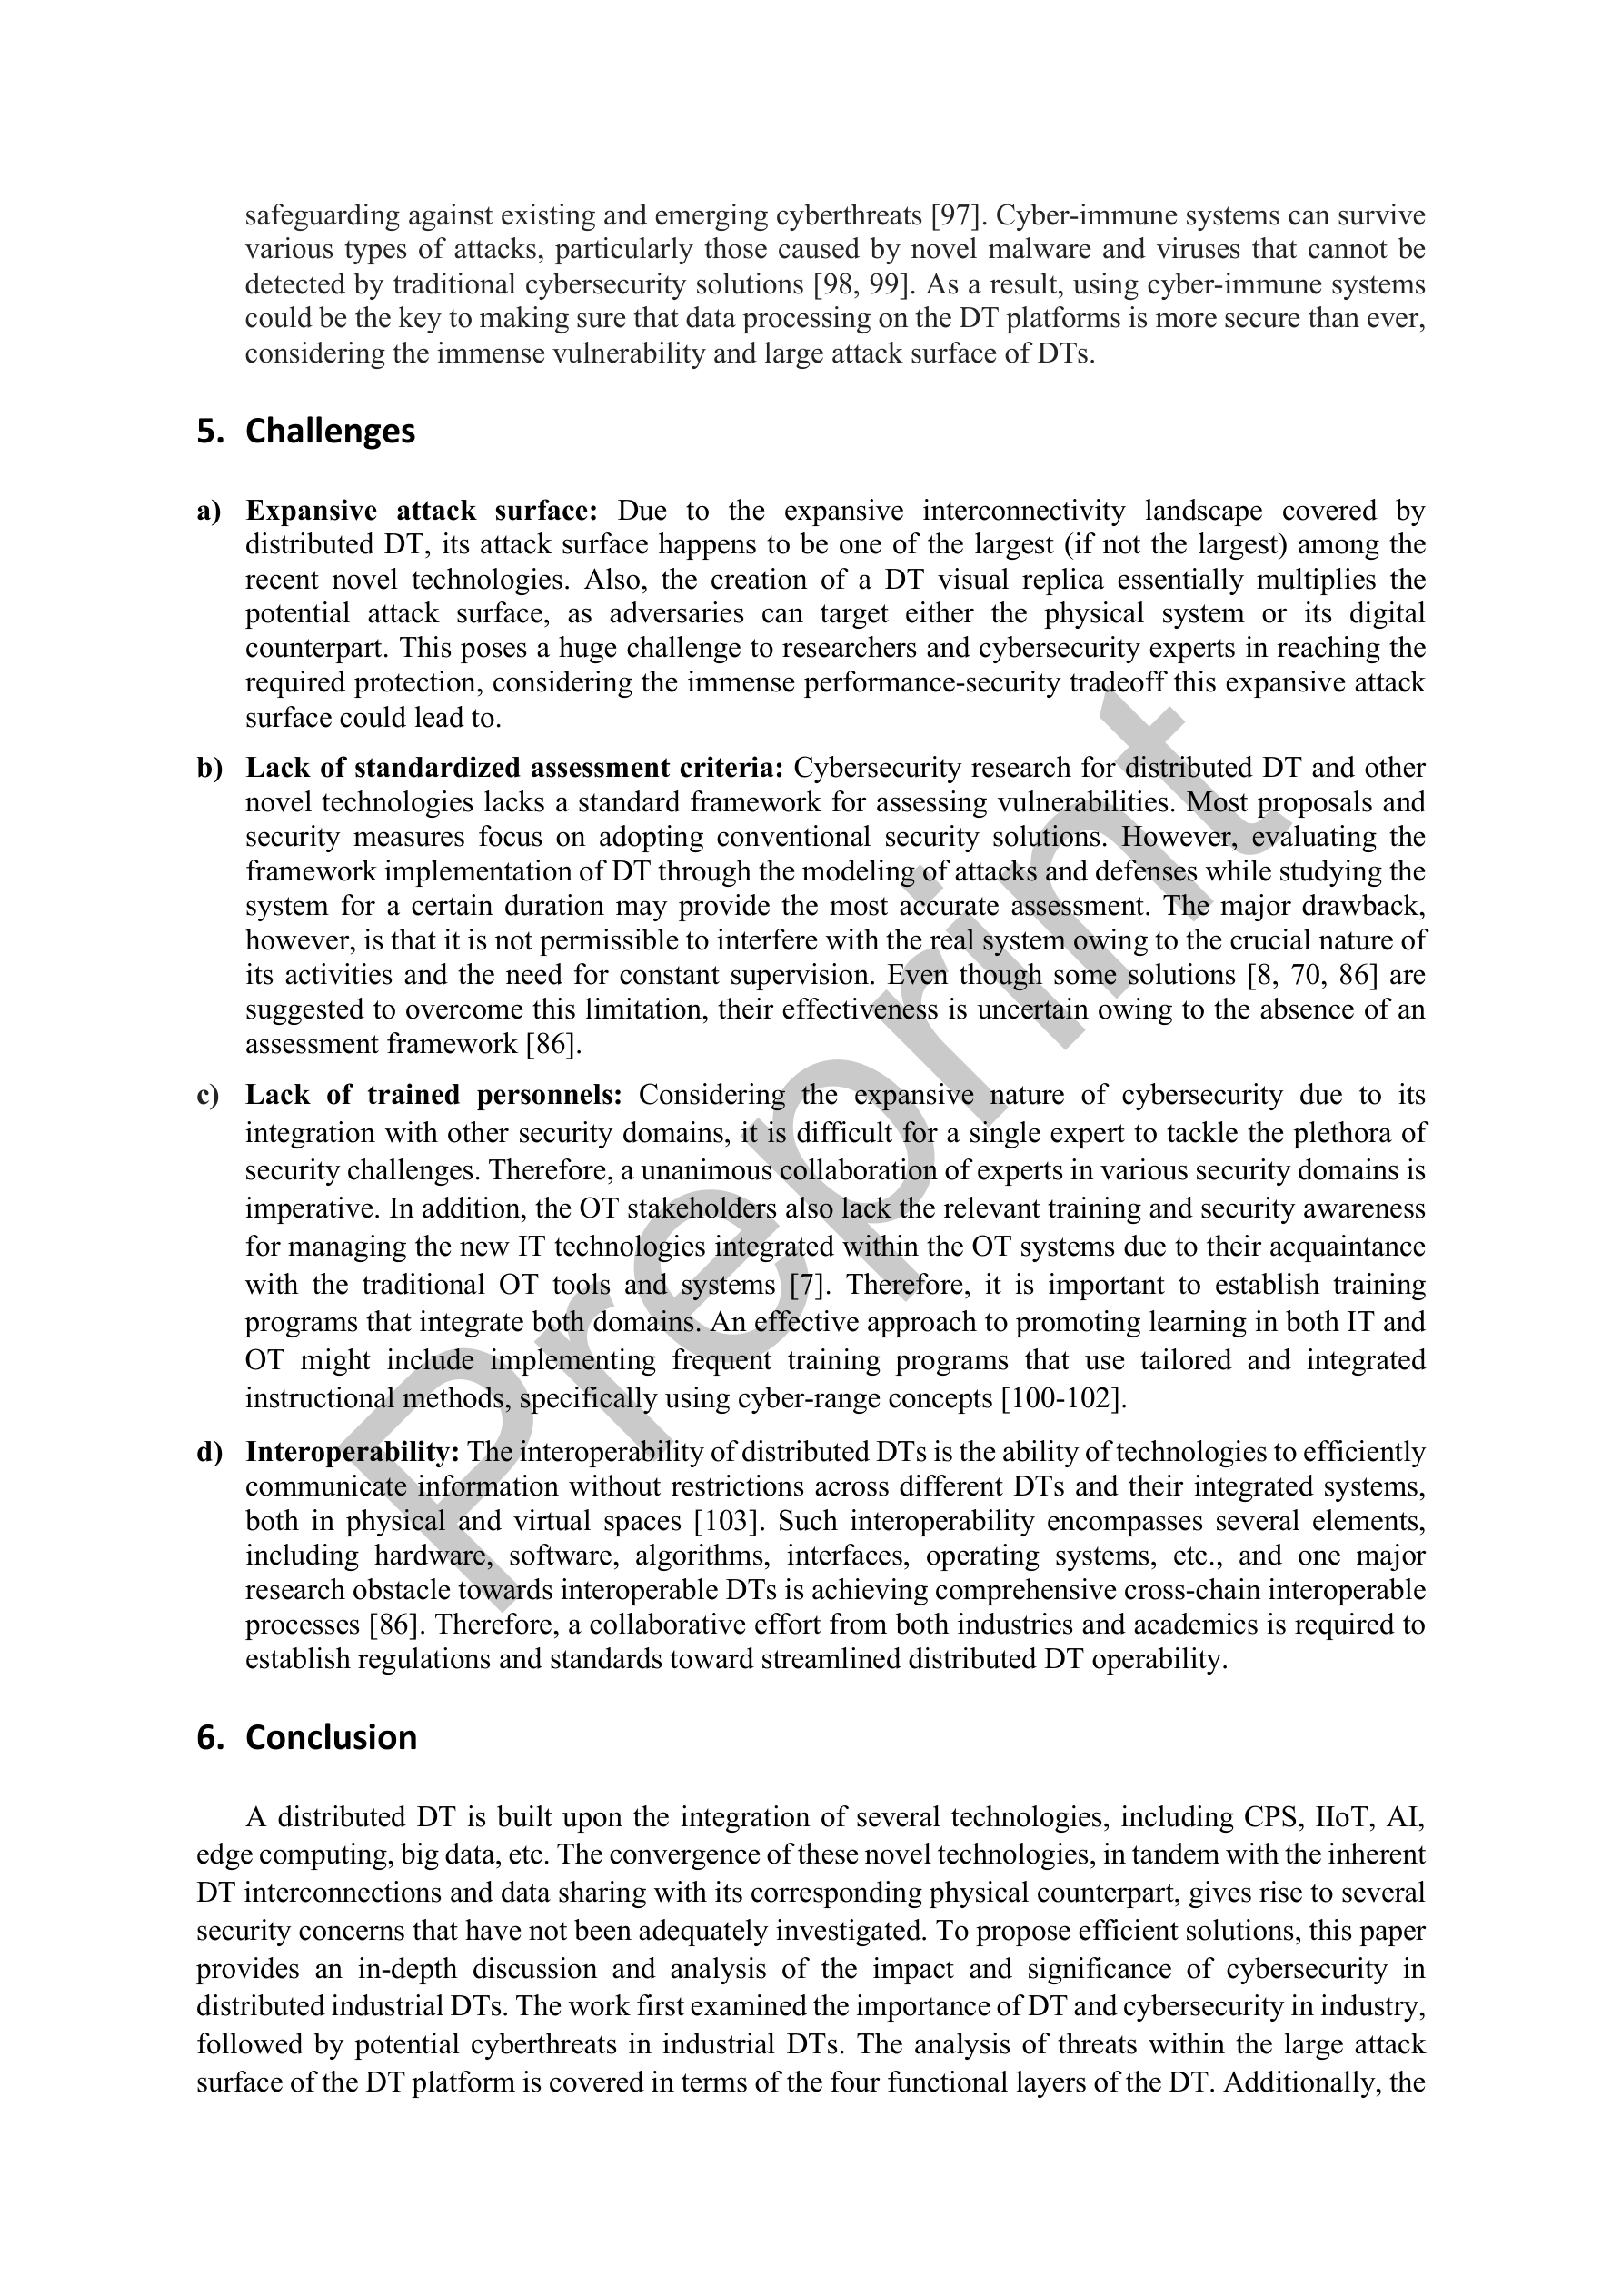 safeguarding against existing and emerging cyberthreats [97]. Cyber-immune systems can survive
various types of attacks, particularly those caused by novel malware and viruses that cannot be
detected by traditional cybersecurity solutions [98, 99]. As a result, using cyber-immune systems
could be the key to making sure that data processing on the DT platforms is more secure than ever,
considering the immense vulnerability and large attack surface of DTs.
5. Challenges
a) Expansive attack surface: Due to the expansive interconnectivity landscape covered by
distributed DT, its attack surface happens to be one of the largest (if not the largest) among the
recent novel technologies. Also, the creation of a DT visual replica essentially multiplies the
potential attack surface, as adversaries can target either the physical system or its digital
counterpart. This poses a huge challenge to researchers and cybersecurity experts in reaching the
required protection, considering the immense performance-security tradeoff this expansive attack
surface could lead to.
b) Lack of standardized assessment criteria: Cybersecurity research for distributed DT and other
novel technologies lacks a standard framework for assessing vulnerabilities. Most proposals and
security measures focus on adopting conventional security solutions. However, evaluating the
framework implementation of DT through the modeling of attacks and defenses while studying the
system for a certain duration may provide the most accurate assessment. The major drawback,
however, is that it is not permissible to interfere with the real system owing to the crucial nature of
its activities and the need for constant supervision. Even though some solutions [8, 70, 86] are
suggested to overcome this limitation, their effectiveness is uncertain owing to the absence of an
assessment framework [86].
c) Lack of trained personnels: Considering the expansive nature of cybersecurity due to its
integration with other security domains, it is difficult for a single expert to tackle the plethora of
security challenges. Therefore, a unanimous collaboration of experts in various security domains is
imperative. In addition, the OT stakeholders also lack the relevant training and security awareness
for managing the new IT technologies integrated within the OT systems due to their acquaintance
with the traditional OT tools and systems [7]. Therefore, it is important to establish training
programs that integrate both domains. An effective approach to promoting learning in both IT and
OT might include implementing frequent training programs that use tailored and integrated
instructional methods, specifically using cyber-range concepts [100-102].
d) Interoperability: The interoperability of distributed DTs is the ability of technologies to efficiently
communicate information without restrictions across different DTs and their integrated systems,
both in physical and virtual spaces [103]. Such interoperability encompasses several elements,
including hardware, software, algorithms, interfaces, operating systems, etc., and one major
research obstacle towards interoperable DTs is achieving comprehensive cross-chain interoperable
processes [86]. Therefore, a collaborative effort from both industries and academics is required to
establish regulations and standards toward streamlined distributed DT operability.
6. Conclusion
A distributed DT is built upon the integration of several technologies, including CPS, IIoT, AI,
edge computing, big data, etc. The convergence of these novel technologies, in tandem with the inherent
DT interconnections and data sharing with its corresponding physical counterpart, gives rise to several
security concerns that have not been adequately investigated. To propose efficient solutions, this paper
provides an in-depth discussion and analysis of the impact and significance of cybersecurity in
distributed industrial DTs. The work first examined the importance of DT and cybersecurity in industry,
followed by potential cyberthreats in industrial DTs. The analysis of threats within the large attack
surface of the DT platform is covered in terms of the four functional layers of the DT. Additionally, the
Preprint